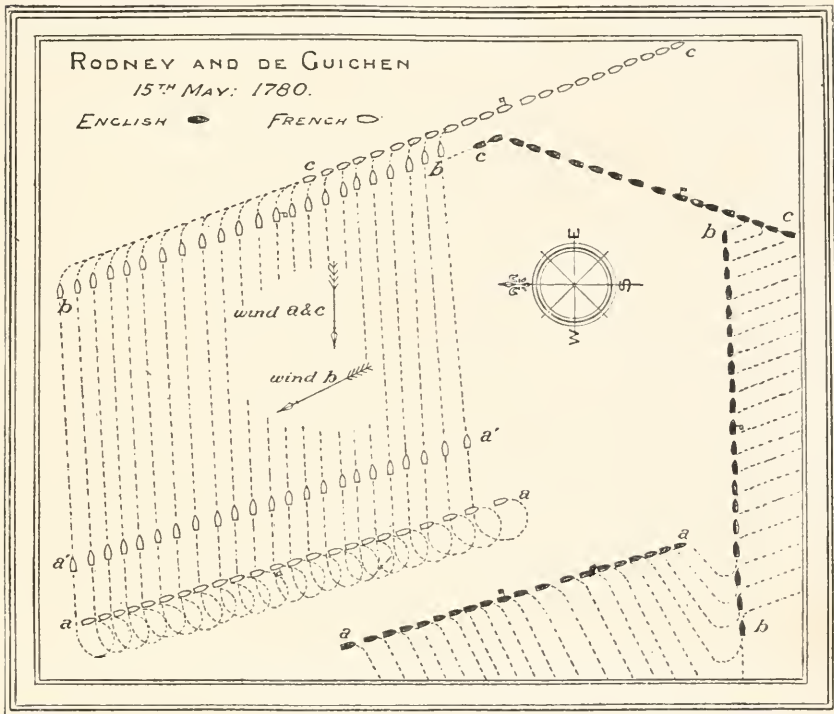 RODNEY AND DE GUICHEN
15TH MAY: 1780.
ENGLISH FRENCH
c
c
b
c
c
b
E
S
W
b
wind a&c
wind b
a'
a
a'
a
a
a
b